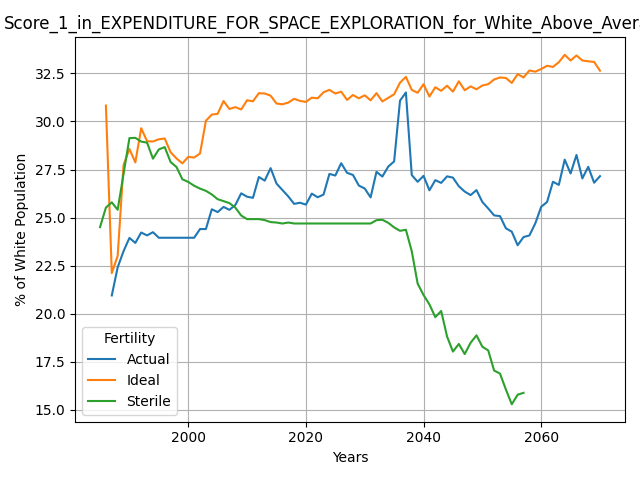 Score_1_in_EXPENDITURE_FOR_SPACE_EXPLORATION_for_White_Above_Aver
% of White Population
32.5
30.0
27.5
25.0
22.5
20.0
17.5
15.0
Fertility
Actual
Ideal
Sterile
2000
2020
2040
2060
Years